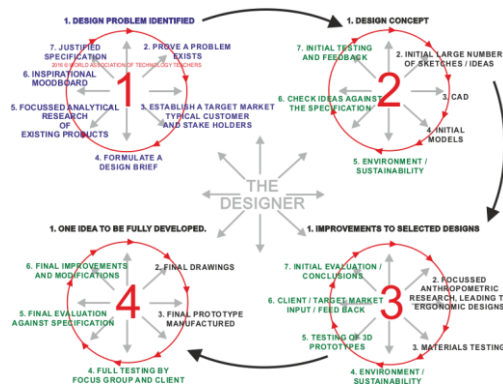 1. DESIGN PROBLEM IDENTIFIED
7. JUSTIFIED
SPECIFICATION
2. PROVE A PROBLEM
EXISTS
2016 © WORLD ASSOCIATION OF TECHNOLOGY TEACHERS
6. INSPIRATIONAL
MOODBOARD
1
5. FOCUSSED ANALYTICAL
RESEARCH
OF
EXISTING PRODUCTS
3. ESTABLISH A TARGET MARKET
TYPICAL CUSTOMER
AND STAKE HOLDERS
4. FORMULATE A
DESIGN BRIEF
1. DESIGN CONCEPT
7. INITIAL TESTING
AND FEEDBACK
2. INITIAL LARGE NUMBER
OF SKETCHES / IDEAS
2
6. CHECK IDEAS AGAINST
THE SPECIFICATION
3. CAD
4. INITIAL
MODELS
5. ENVIRONMENT /
SUSTAINABILITY
THE
DESIGNER
1. ONE IDEA TO BE FULLY DEVELOPED.
6. FINAL IMPROVEMENTS
AND MODIFICATIONS
2. FINAL DRAWINGS
4
5. FINAL EVALUATION
AGAINST SPECIFICATION
3. FINAL PROTOTYPE
MANUFACTURED
4. FULL TESTING BY
FOCUS GROUP AND CLIENT
1. IMPROVEMENTS TO SELECTED DESIGNS
7. INITIAL EVALUATION /
CONCLUSIONS
2. FOCUSSED
ANTHROPOMETRIC
RESEARCH, LEADING TO
ERGONOMIC DESIGNS
3
6. CLIENT / TARGET MARKET
INPUT / FEED BACK
5. TESTING OF 3D
PROTOTYPES
3. MATERIALS TESTING
4. ENVIRONMENT /
SUSTAINABILITY